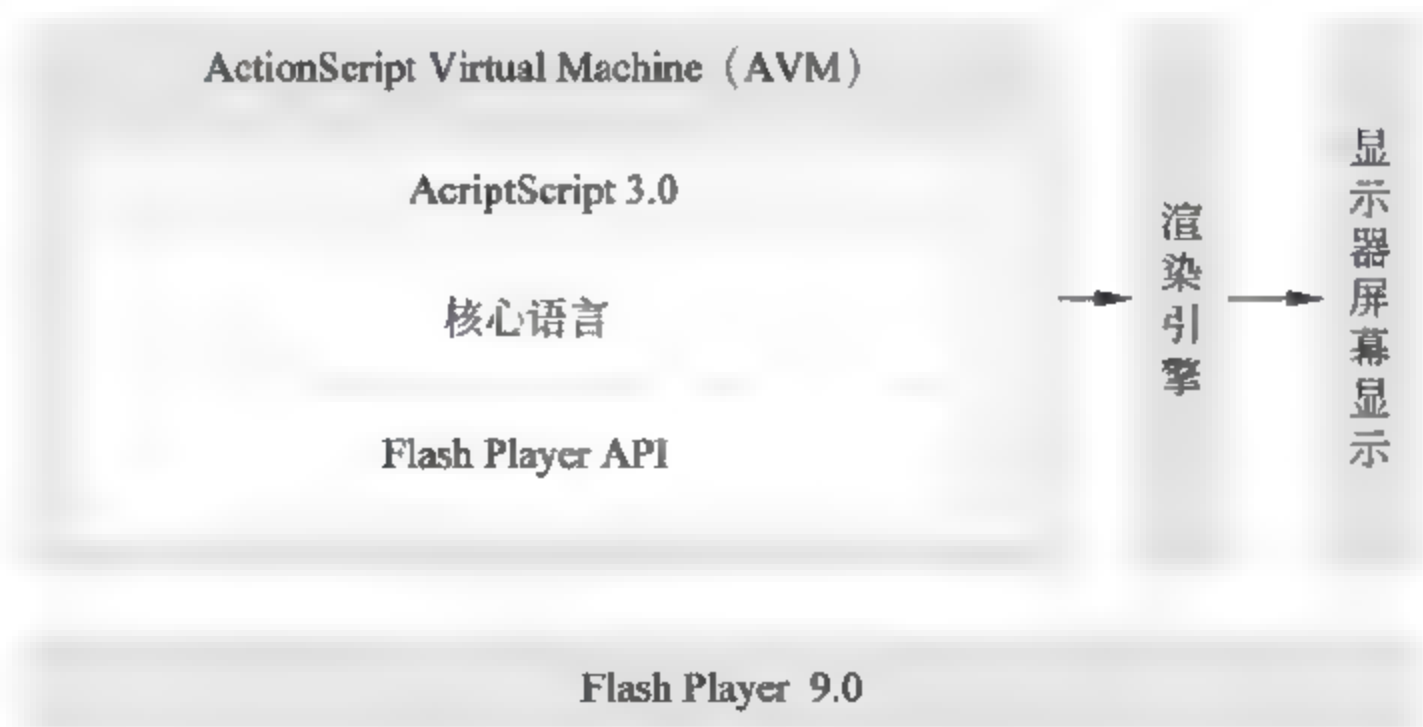 ActionScript Virtual Machine（AVM）
AcriptScript 3.0
核心语言
Flash Player API
渲染引擎
显示器屏幕显示
Flash Player 9.0